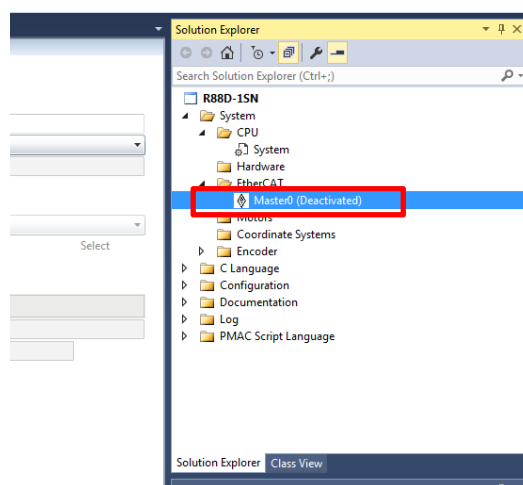 Solution Explorer
Search Solution Explorer (Ctrl+;)
R88D-1SN
System
CPU
System
Hardware
EtherCAT
Master0 (Deactivated)
Motors
Coordinate Systems
Encoder
Select
C Language
Configuration
Documentation
Log
PMAC Script Language
Solution Explorer Class View